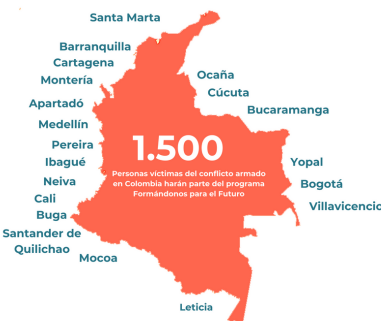 Santa Marta
Barranquilla
Cartagena
Montería
Apartadó
Medellín
Pereira
Ibagué
Neiva
Cali
Buga
Santander de
Quilichao
Mocoa
Ocaña
Cúcuta
Bucaramanga
1.500
Personas víctimas del conflicto armado
en Colombia harán parte del programa
Formándonos para el Futuro
Yopal
Bogotá
Villavicencio
Leticia